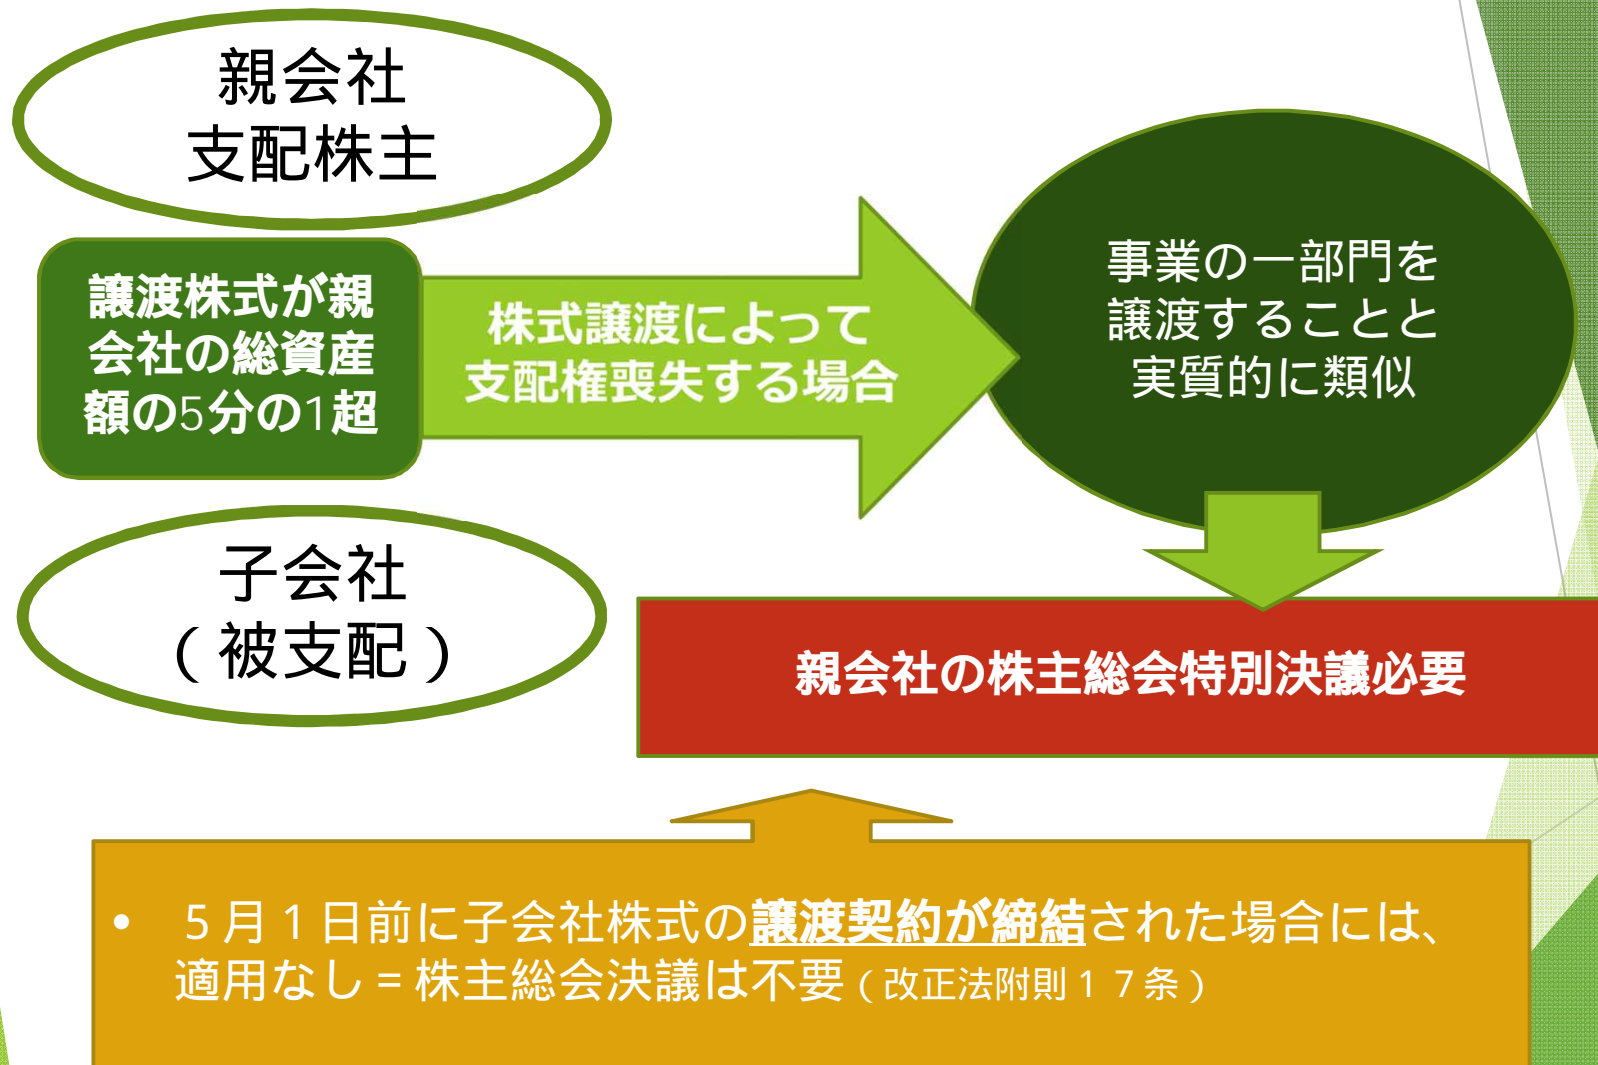 親会社
支配株主
譲渡株式が親
会社の総資産
額の5分の1超
株式譲渡によって
支配権喪失する場合
事業の一部門を
譲渡することと
実質的に類似
子会社
（被支配）
親会社の株主総会特別決議必要
• ５月１日前に子会社株式の譲渡契約が締結された場合には、
適用なし＝株主総会決議は不要（改正法附則１７条）